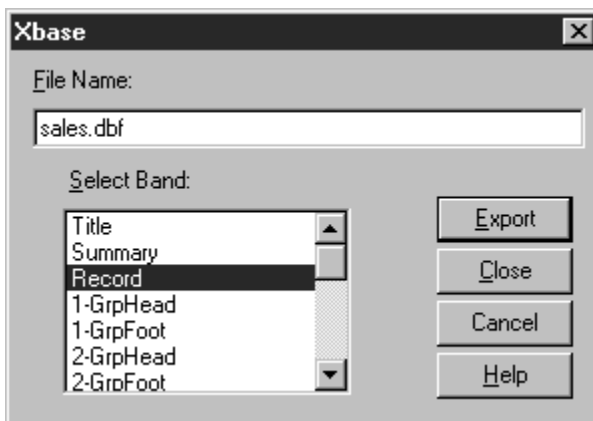 Xbase
File Name:
sales.dbf
Select Band:
Title
Summary
Record
1-GrpHead
1-GrpFoot
2-GrpHead
2-GrpFoot
Export
Close
Cancel
Help